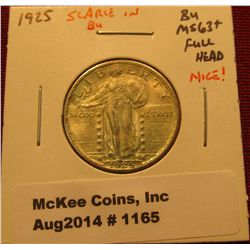 1925 SCARCE IN BU
BU
MS63+
FULL
HEAD
NICE!
LIBERTY
IN GOD WE TRUST
1925
McKee Coins, Inc
Aug2014 # 1165